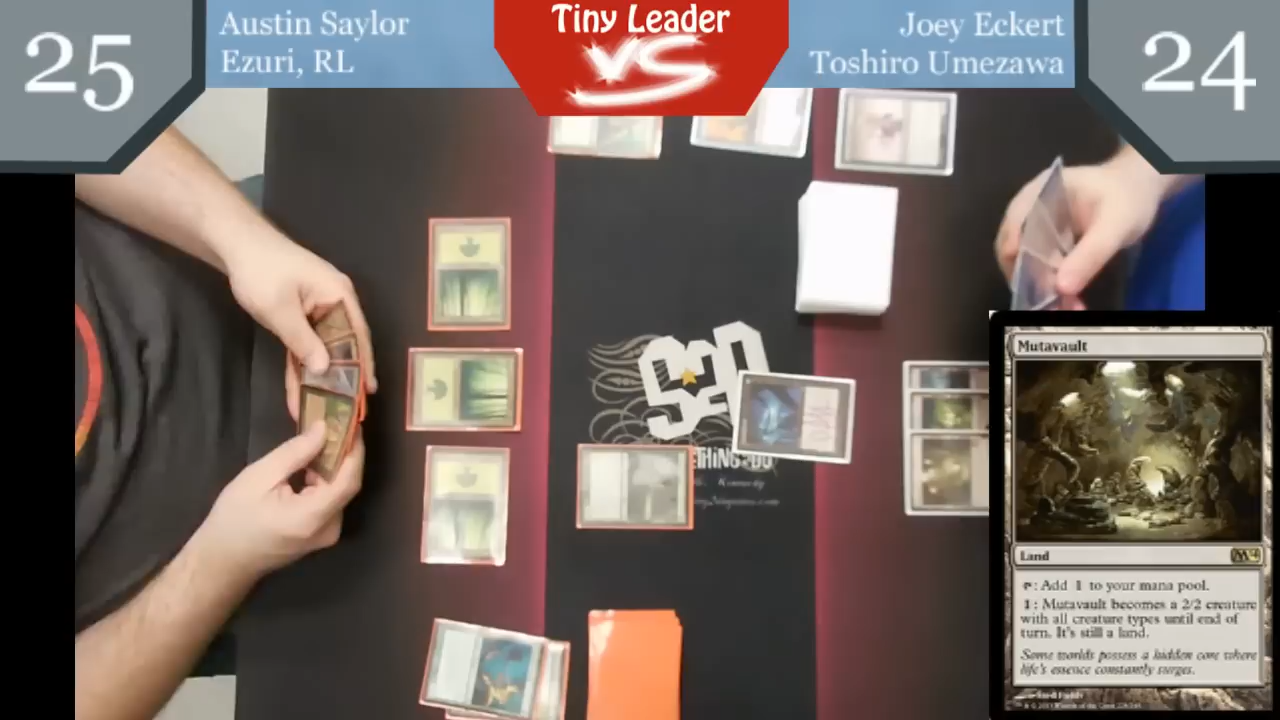 25
Austin Saylor
Ezuri, RL
Tiny Leader
VS
Joey Eckert
Toshiro Umezawa
24
Mutavault
Land
: Add 1 to your mana pool.
1: Mutavault becomes a 2/2 creature
with all creature types until end of
turn. It's still a land.
Some worlds possess a hidden core where
life's essence constantly surges.